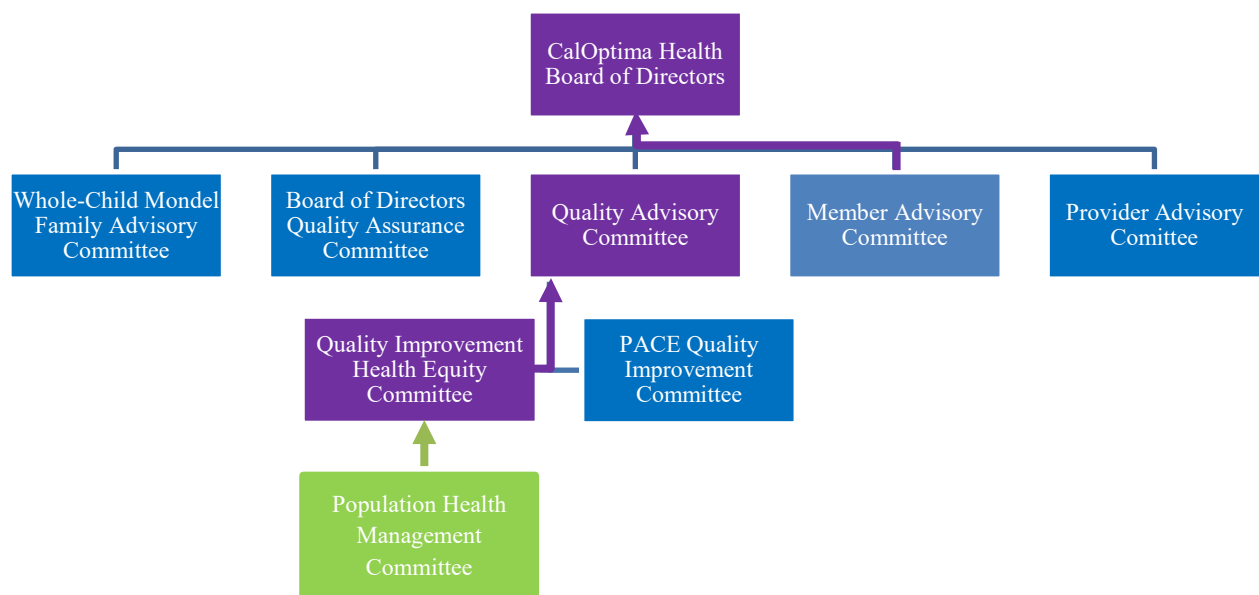 CalOptima Health
Board of Directors
Whole-Child Mondel
Family Advisory
Committee
Board of Directors
Quality Assurance
Committee
Quality Advisory
Committee
Member Advisory
Committee
Provider Advisory
Comittee
Quality Improvement
Health Equity
Committee
PACE Quality
Improvement
Committee
Population Health
Management
Committee